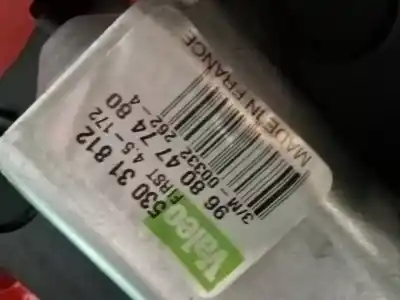 Valeo
530 31 812
FIRST 4.5-172
96 80 47 74 80
3/M-00332 262-4
MADE IN FRANCE